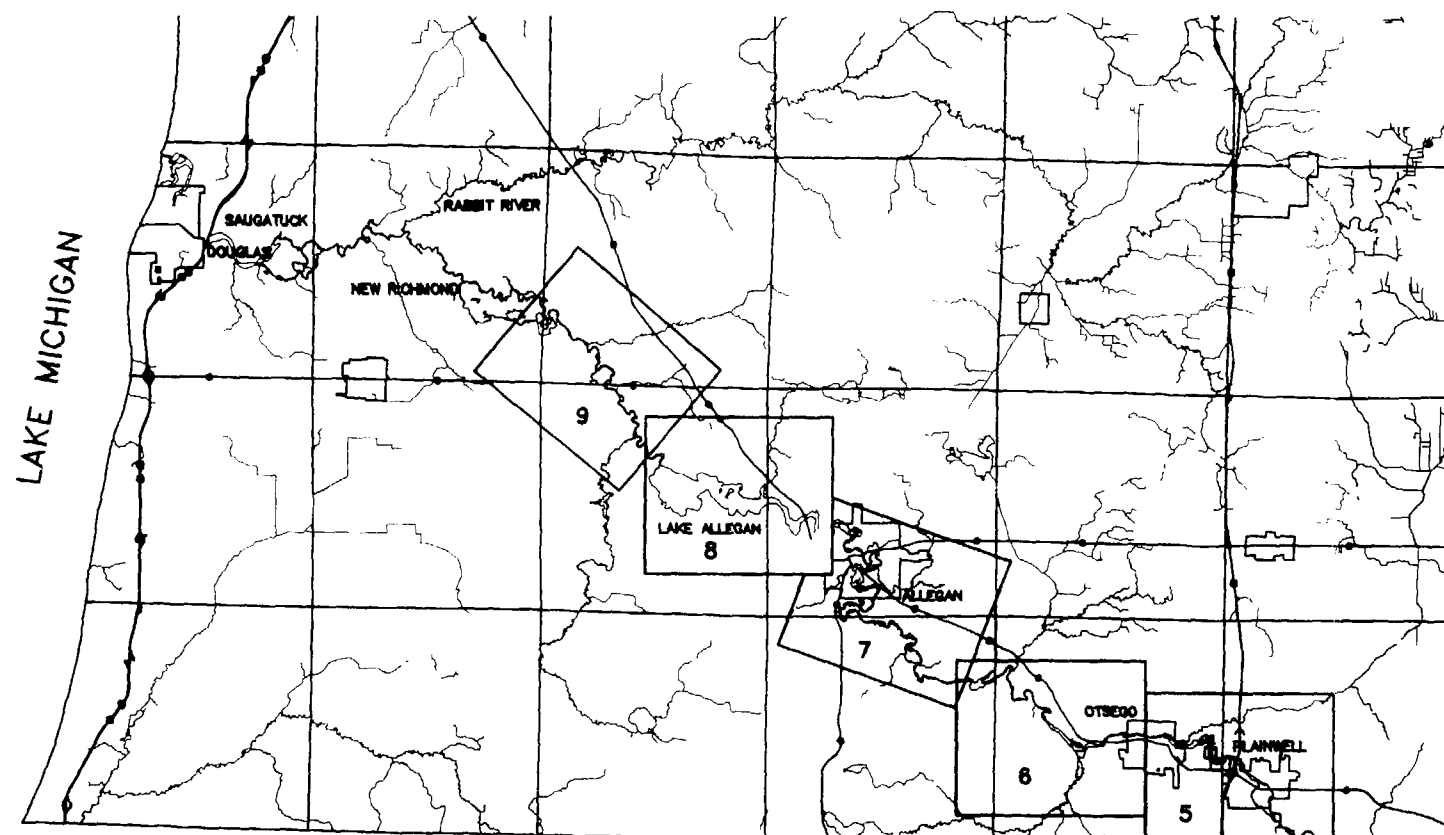 RABBIT RIVER
SAUGATUCK
DOUGLAS
LAKE MICHIGAN
NEW RICHMOND
9
LAKE ALLEGAN
8
ALLEGAN
7
OTSEGO
PLAINWELL
6
5